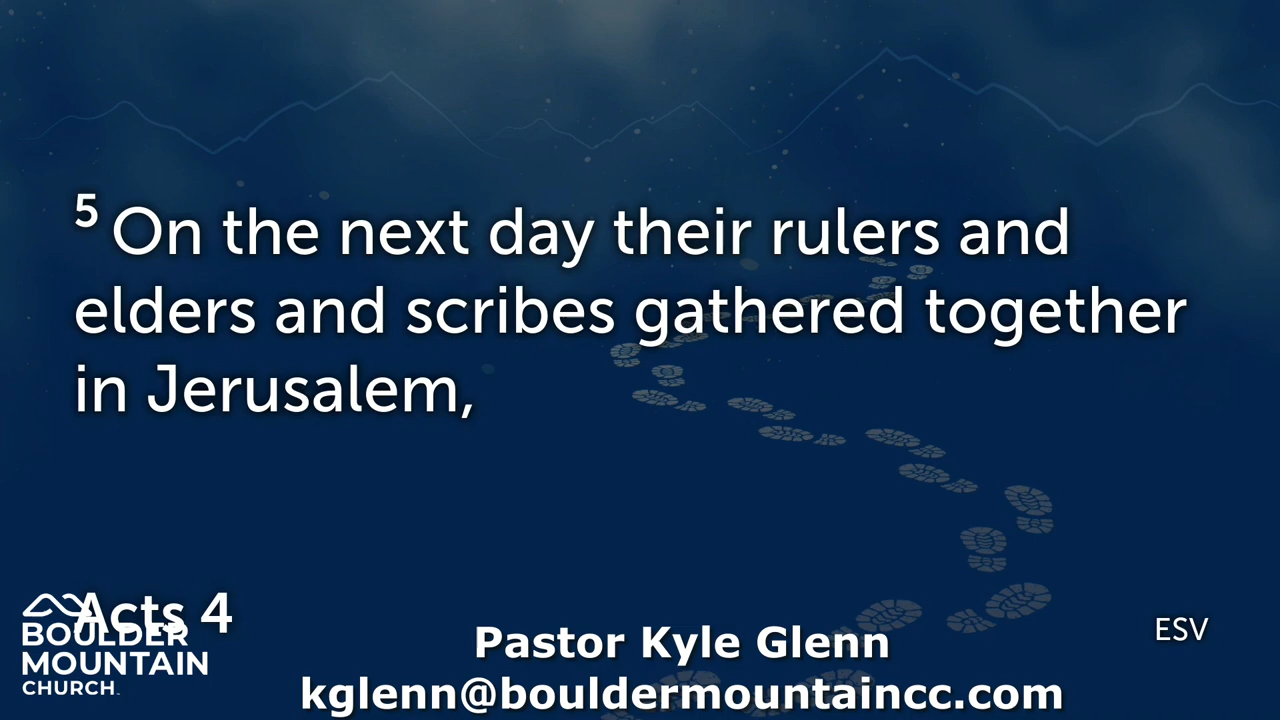 5 On the next day their rulers and
elders and scribes gathered together
in Jerusalem,
Acts 4
BOULDER
MOUNTAIN
CHURCH
ESV
Pastor Kyle Glenn
kglenn@bouldermountaincc.com